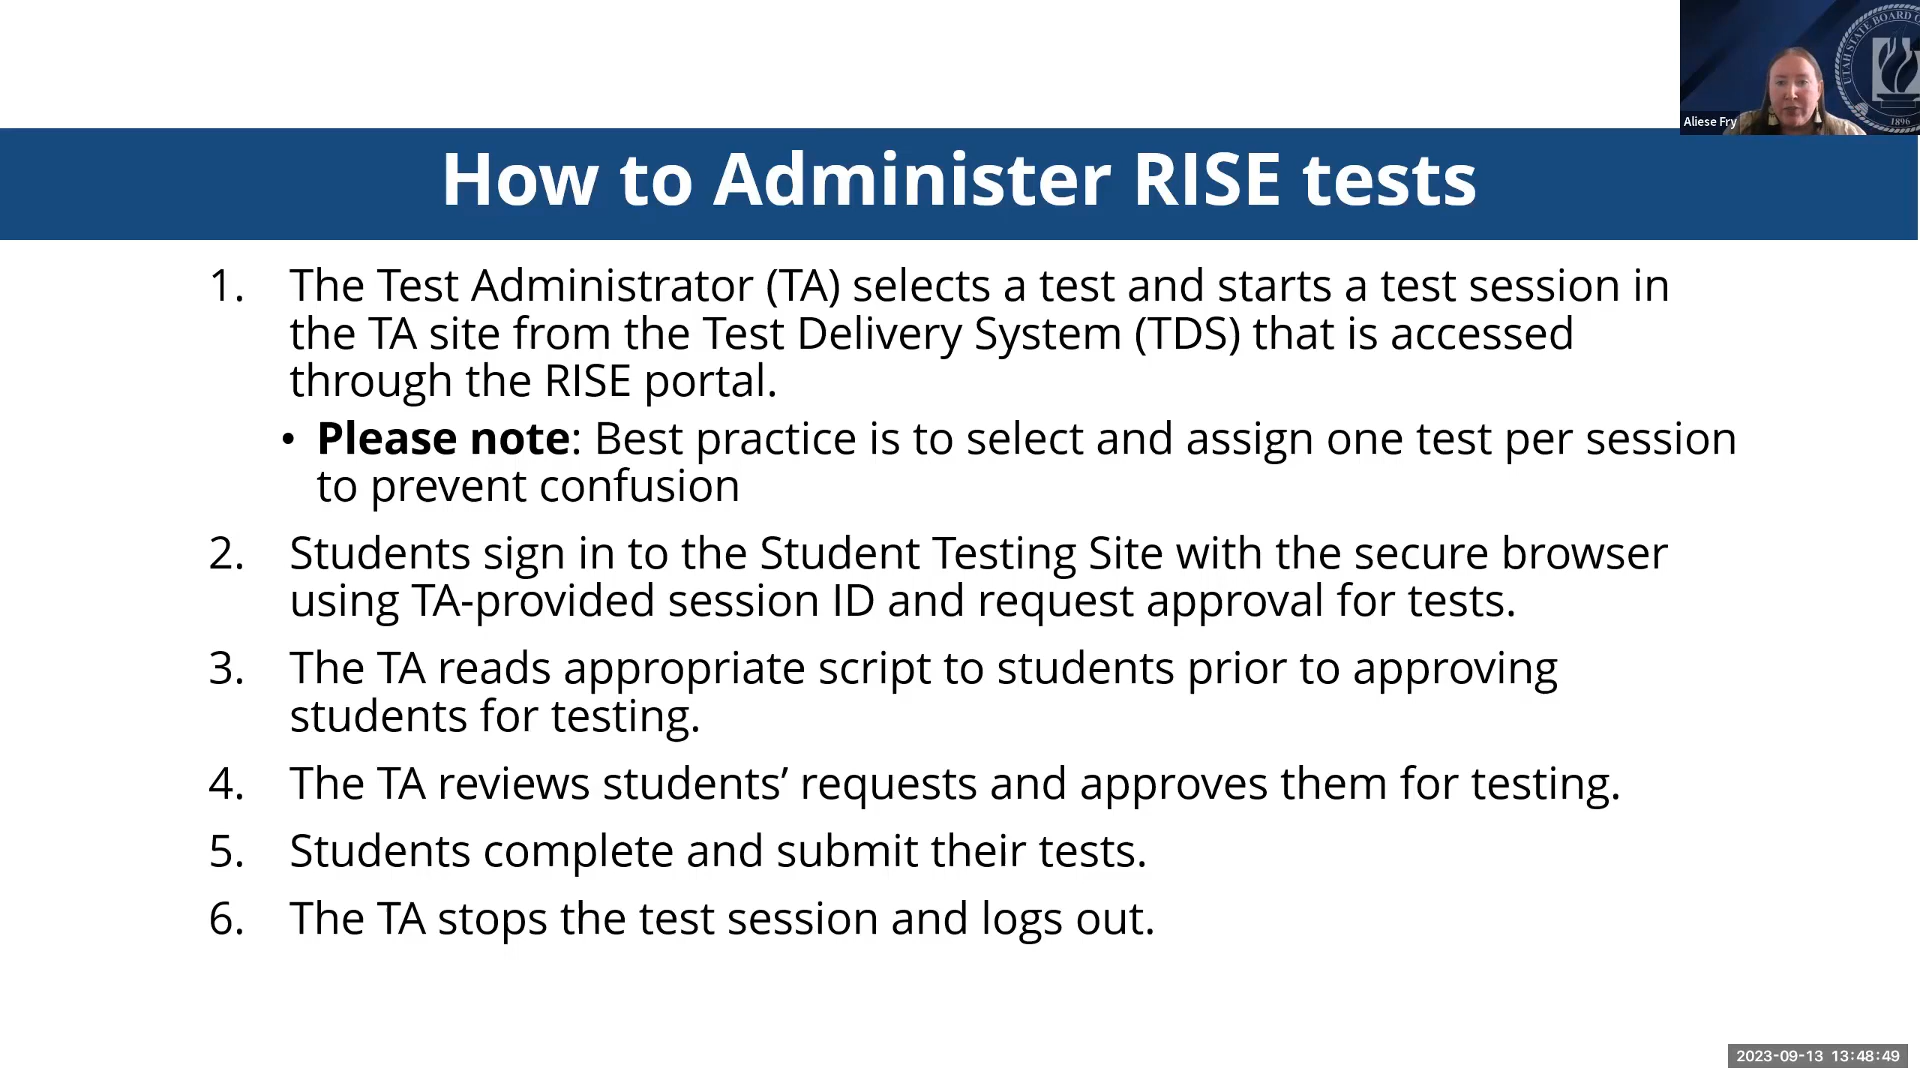 UTAH STATE BOARD O
1896
Aliese Fry
How to Administer RISE tests
1. The Test Administrator (TA) selects a test and starts a test session in
the TA site from the Test Delivery System (TDS) that is accessed
through the RISE portal.
• Please note: Best practice is to select and assign one test per session
to prevent confusion
2. Students sign in to the Student Testing Site with the secure browser
using TA-provided session ID and request approval for tests.
3. The TA reads appropriate script to students prior to approving
students for testing.
4. The TA reviews students’ requests and approves them for testing.
5. Students complete and submit their tests.
6. The TA stops the test session and logs out.
2023-09-13 13:48:49